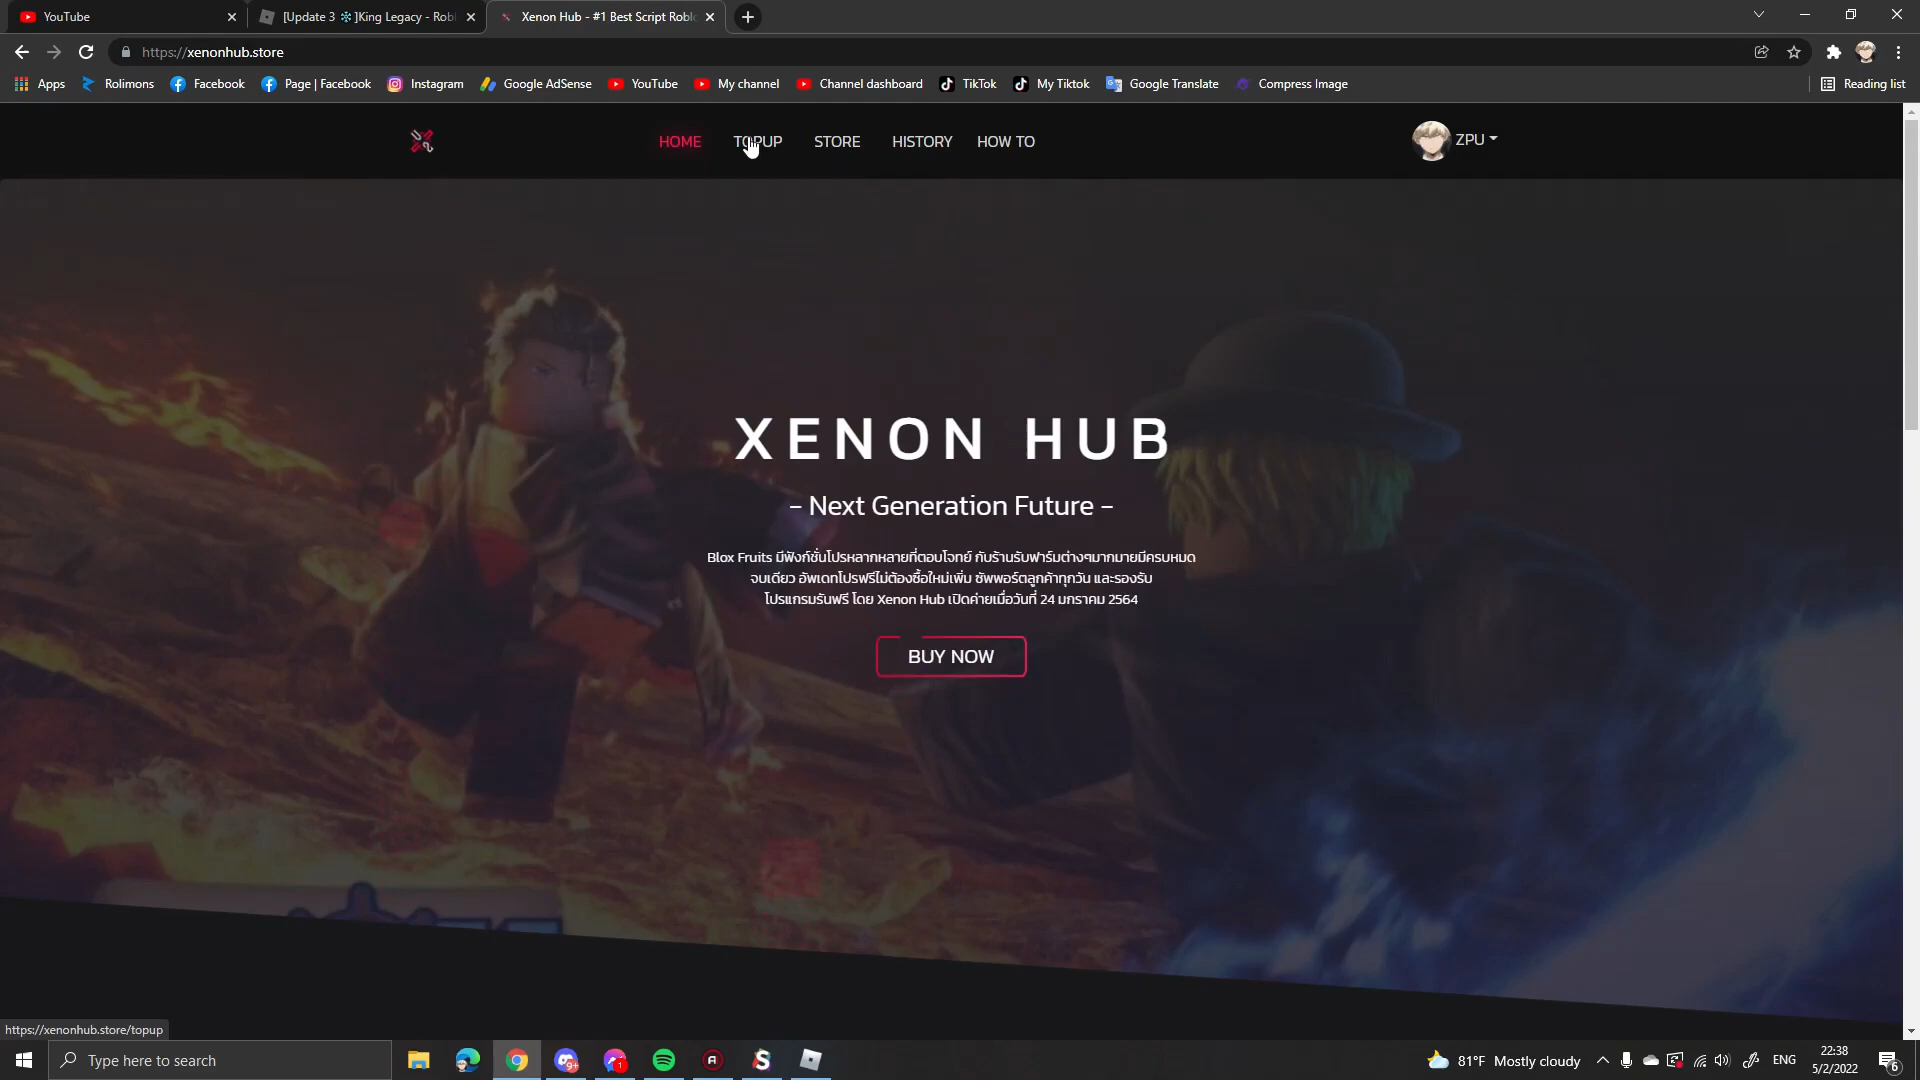 YouTube
[Update 3 ❄️]King Legacy - Robl
Xenon Hub - #1 Best Script Roblo
https://xenonhub.store
Apps
Rolimons
Facebook
Page | Facebook
Instagram
Google AdSense
YouTube
My channel
Channel dashboard
TikTok
My Tiktok
Google Translate
Compress Image
Reading list
HOME
TOPUP
STORE
HISTORY
HOW TO
ZPU
XENON HUB
- Next Generation Future -
Blox Fruits มีฟังก์ชั่นโปรหลากหลายที่ตอบโจทย์ กับร้านรับฟาร์มต่างๆมากมายมีครบหมด
จบเดียว อัพเดทโปรฟรีไม่ต้องซื้อใหม่เพิ่ม ซัพพอร์ตลูกค้าทุกวัน และรองรับ
โปรแกรมรันฟรี โดย Xenon Hub เปิดค่ายเมื่อวันที่ 24 มกราคม 2564
BUY NOW
https://xenonhub.store/topup
Type here to search
9+
1
81°F Mostly cloudy
ENG
22:38
5/2/2022
6